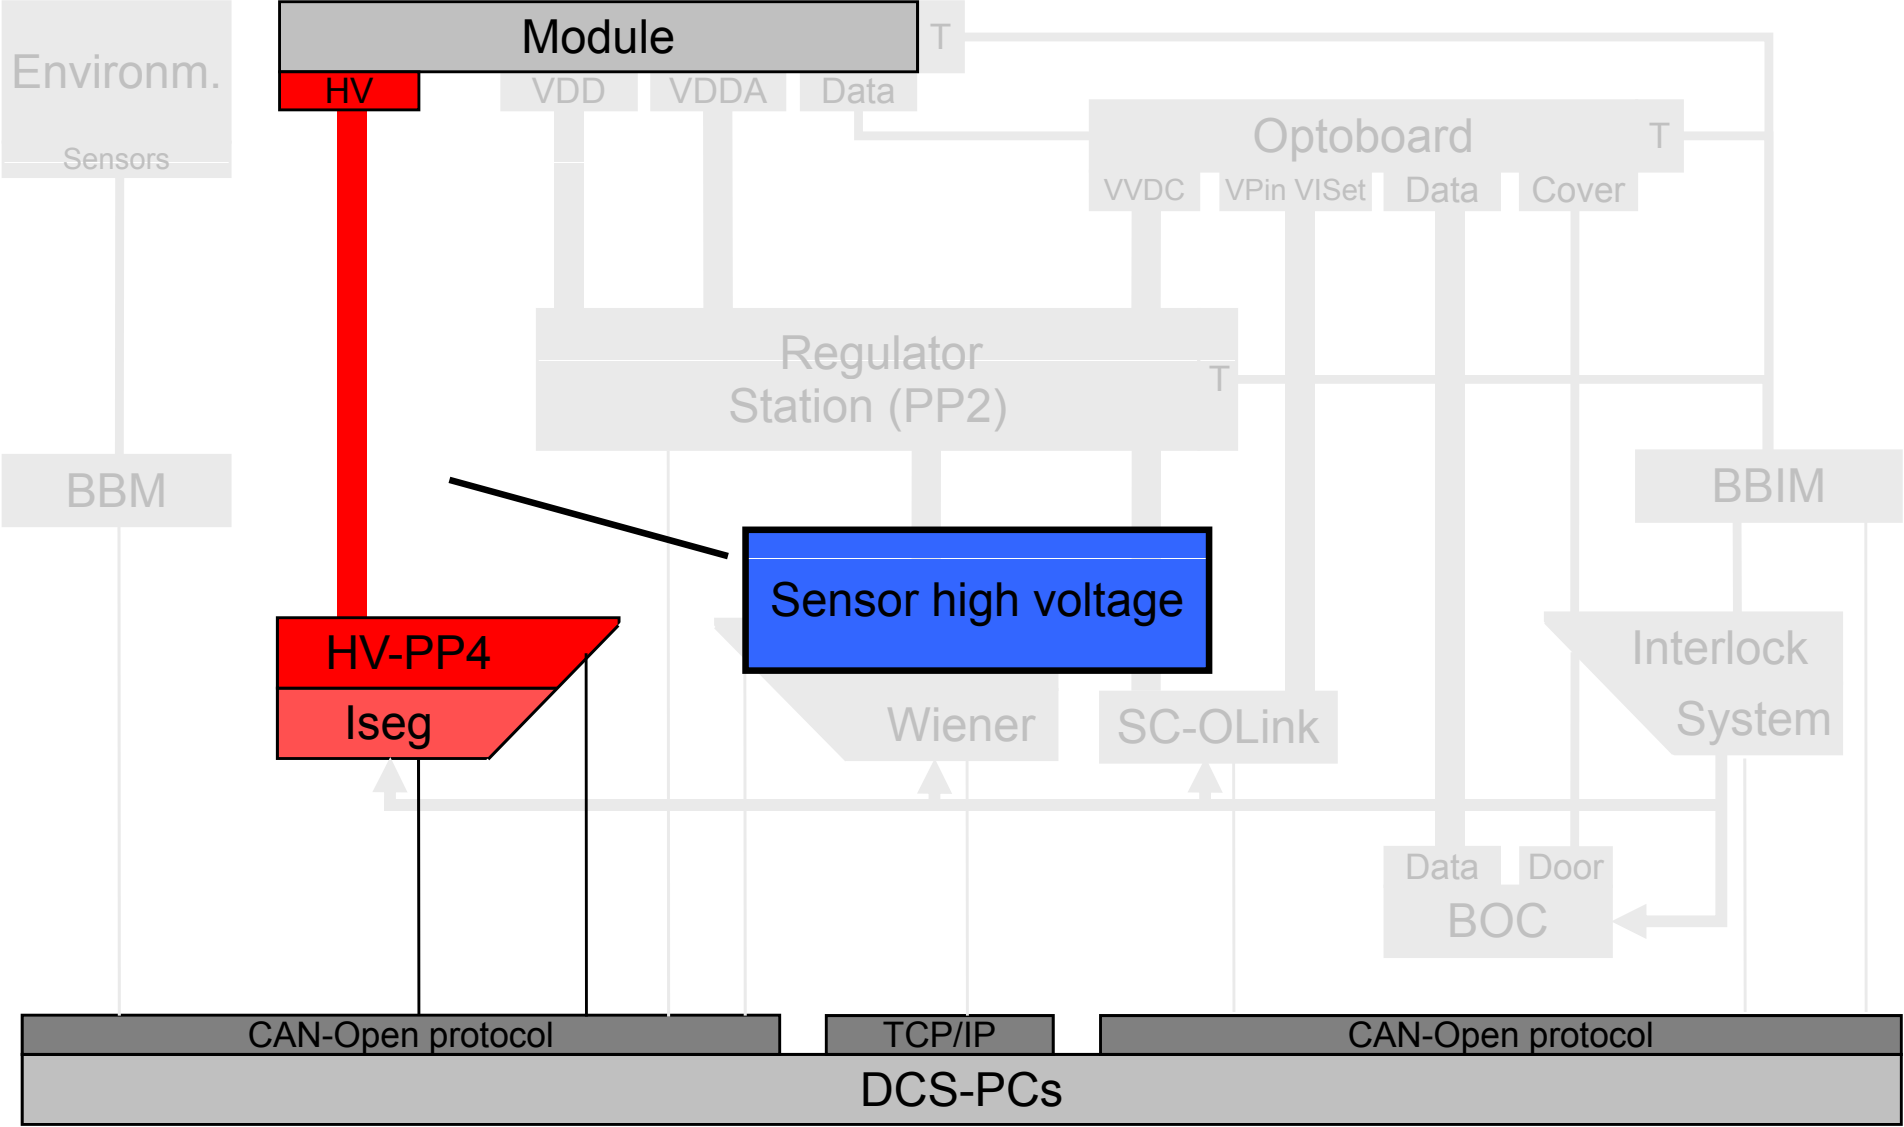 Module
T
Environm.
HV
VDD
VDDA
Data
Optoboard
T
Sensors
VVDC
VPin VISet
Data
Cover
Regulator
Station (PP2)
T
BBM
BBIM
Sensor high voltage
HV-PP4
Iseg
Wiener
SC-OLink
Interlock
System
Data
Door
BOC
CAN-Open protocol
TCP/IP
CAN-Open protocol
DCS-PCs